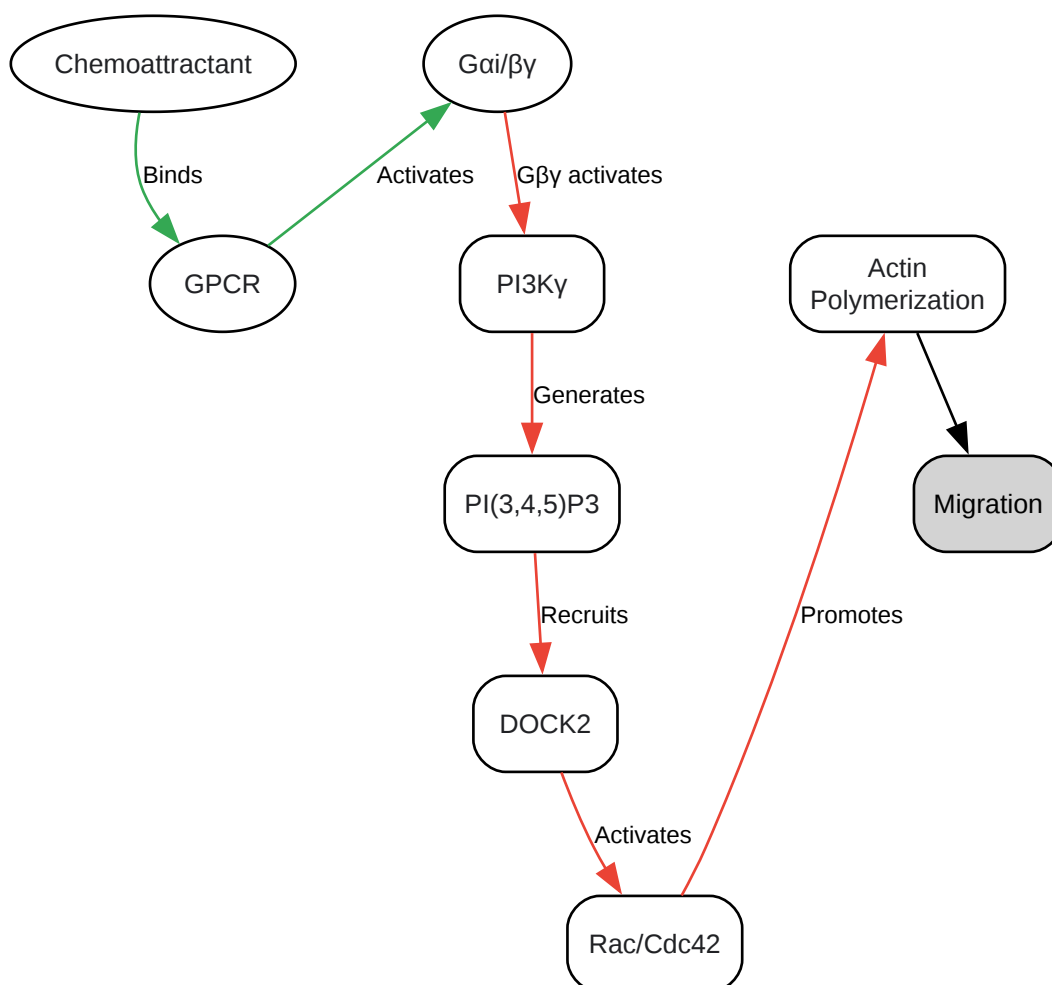 Chemoattractant
Gαi/βγ
Binds
Activates
Gβγ activates
GPCR
PI3Kγ
Actin
Polymerization
Generates
PI(3,4,5)P3
Migration
Recruits
Promotes
DOCK2
Activates
Rac/Cdc42